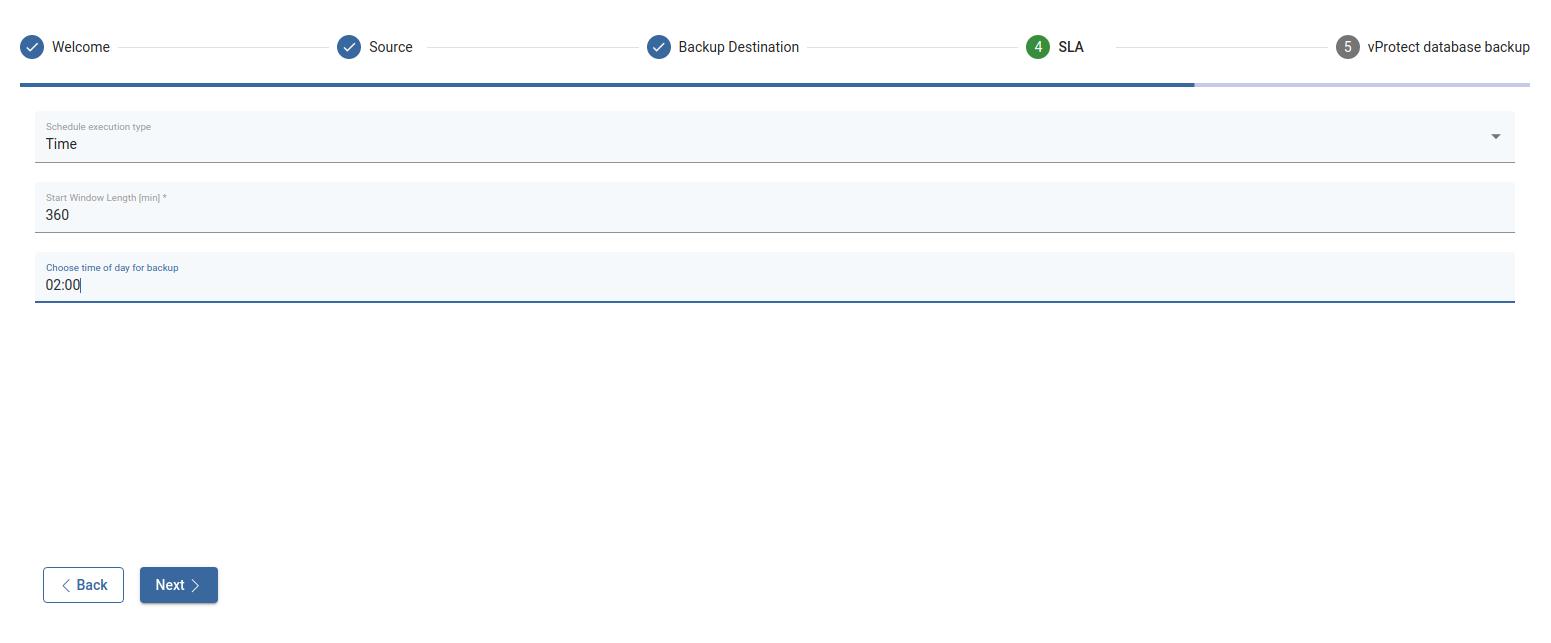 Welcome Source Backup Destination 4 SLA 5 vProtect database backup
Schedule execution type
Time
Start Window Length [min] *
360
Choose time of day for backup
02:00
Back Next